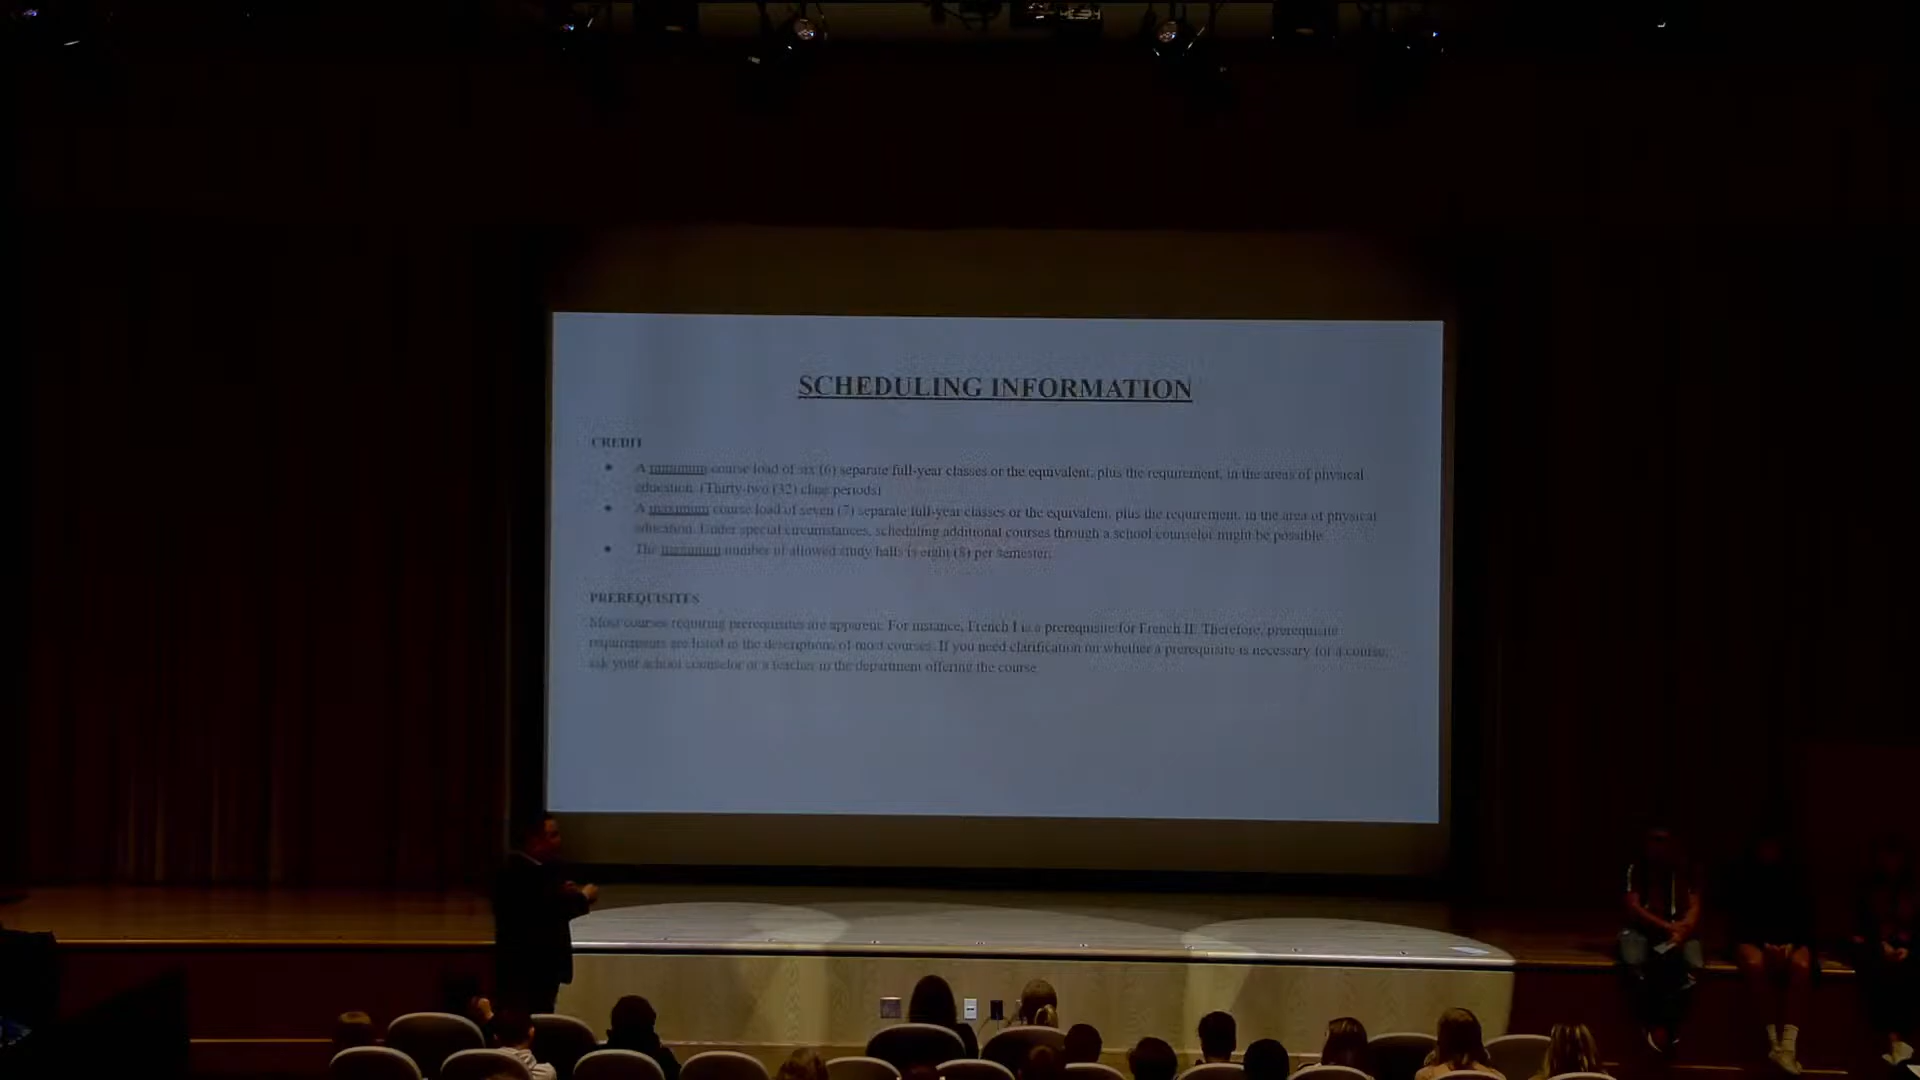 SCHEDULING INFORMATION
CREDIT
A minimum course load of six (6) separate full-year classes or the equivalent, plus the requirement, in the areas of physical
education. (Thirty-two (32) class periods)
A maximum course load of seven (7) separate full-year classes or the equivalent, plus the requirement, in the area of physical
education. Under special circumstances, scheduling additional courses through a school counselor might be possible.
The maximum number of allowed study halls is eight (8) per semester.
PREREQUISITES
Most courses requiring prerequisites are apparent. For instance, French I is a prerequisite for French II. Therefore, prerequisite
requirements are listed in the descriptions of most courses. If you need clarification on whether a prerequisite is necessary for a course,
ask your school counselor or a teacher in the department offering the course.